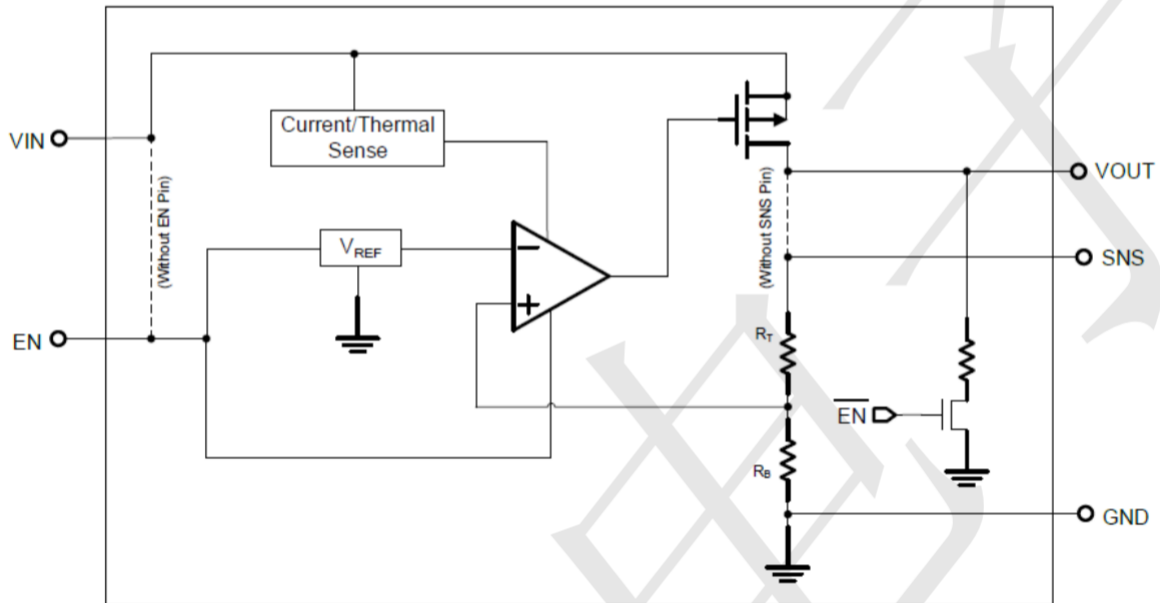 Current/Thermal
Sense
VIN
(Without EN Pin)
VREF
EN
(Without SNS Pin)
VOUT
SNS
RT
EN
RB
GND